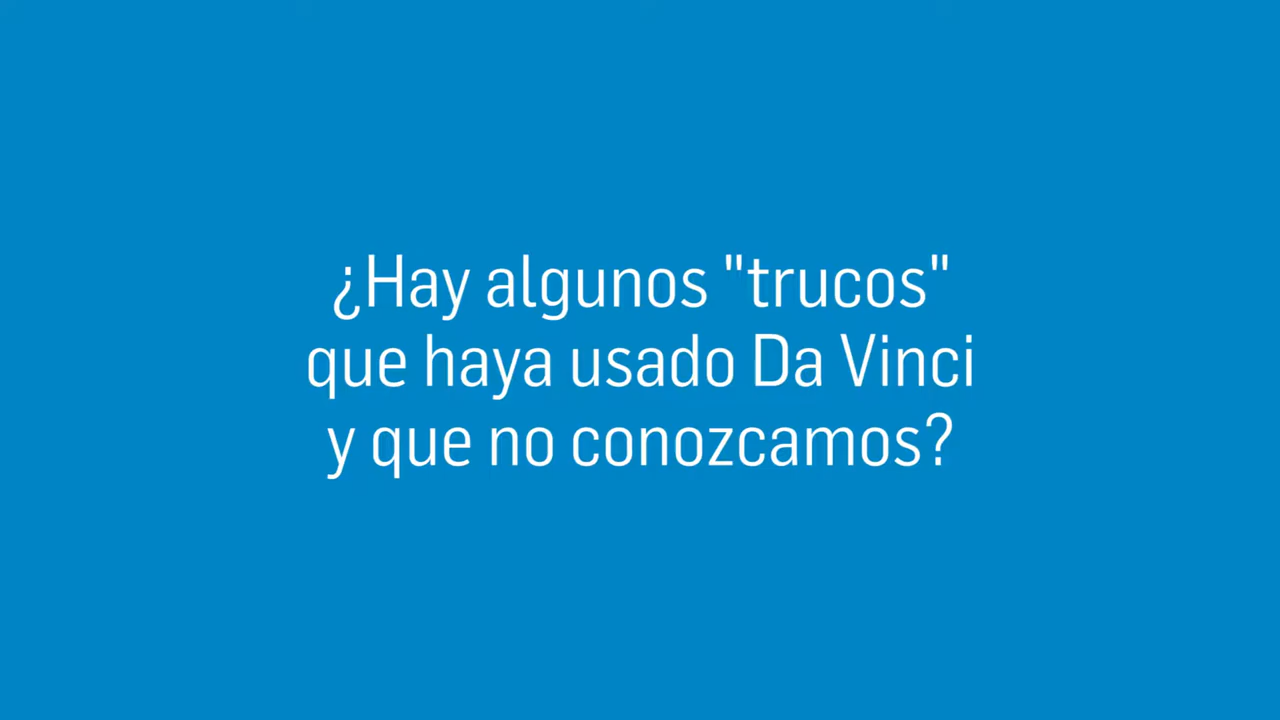 ¿Hay algunos "trucos"
que haya usado Da Vinci
y que no conozcamos?